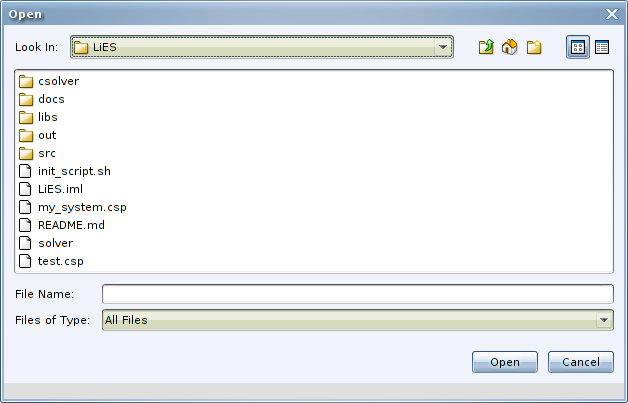 Open
Look In: LiES
csolver
docs
libs
out
src
init_script.sh
LiES.iml
my_system.csp
README.md
solver
test.csp
File Name:
Files of Type: All Files
Open Cancel